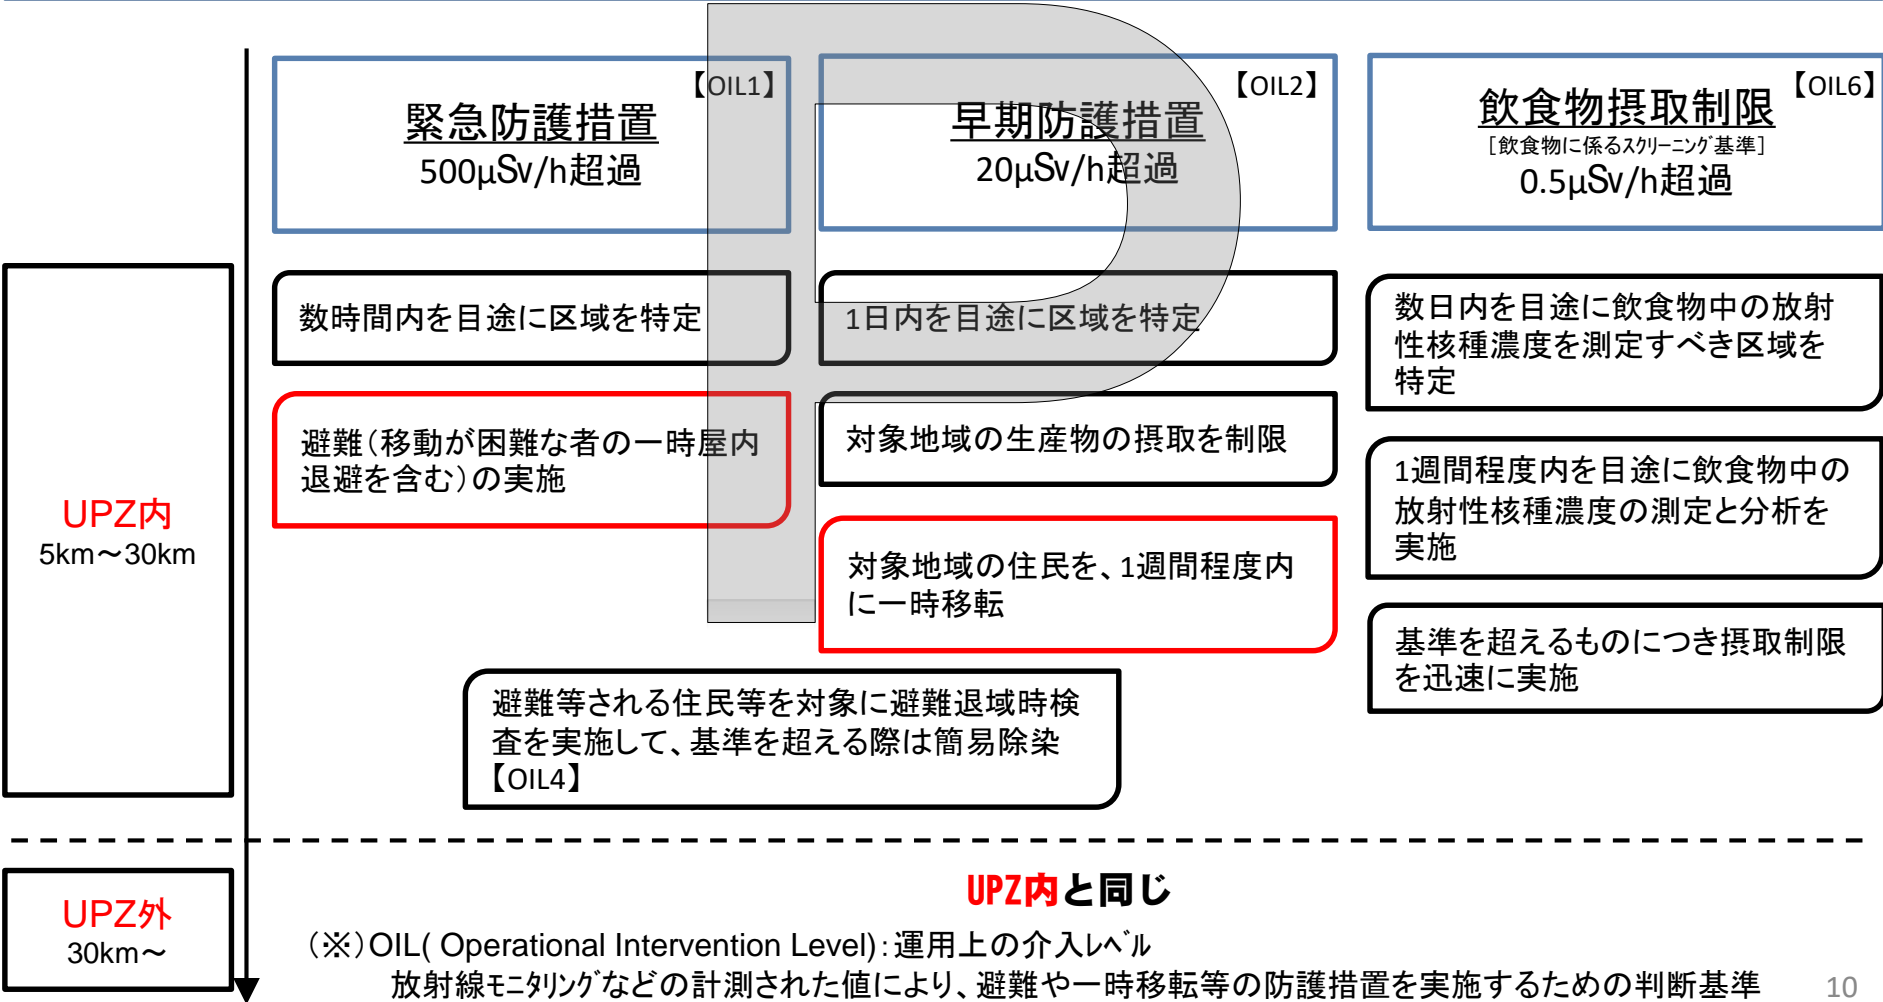 【OIL1】
緊急防護措置
500μSv/h超過
【OIL2】
早期防護措置
20μSv/h超過
【OIL6】
飲食物摂取制限
［飲食物に係るスクリーニング基準］
0.5μSv/h超過
UPZ内
5km～30km
数時間内を目途に区域を特定
避難（移動が困難な者の一時屋内
退避を含む）の実施
1日内を目途に区域を特定
対象地域の生産物の摂取を制限
対象地域の住民を、1週間程度内
に一時移転
数日内を目途に飲食物中の放射
性核種濃度を測定すべき区域を
特定
1週間程度内を目途に飲食物中の
放射性核種濃度の測定と分析を
実施
基準を超えるものにつき摂取制限
を迅速に実施
避難等される住民等を対象に避難退域時検
査を実施して、基準を超える際は簡易除染
【OIL4】
UPZ外
30km～
UPZ内と同じ
（※）OIL( Operational Intervention Level)：運用上の介入ﾚﾍﾞﾙ
放射線ﾓﾆﾀﾘﾝｸﾞなどの計測された値により、避難や一時移転等の防護措置を実施するための判断基準
10
P